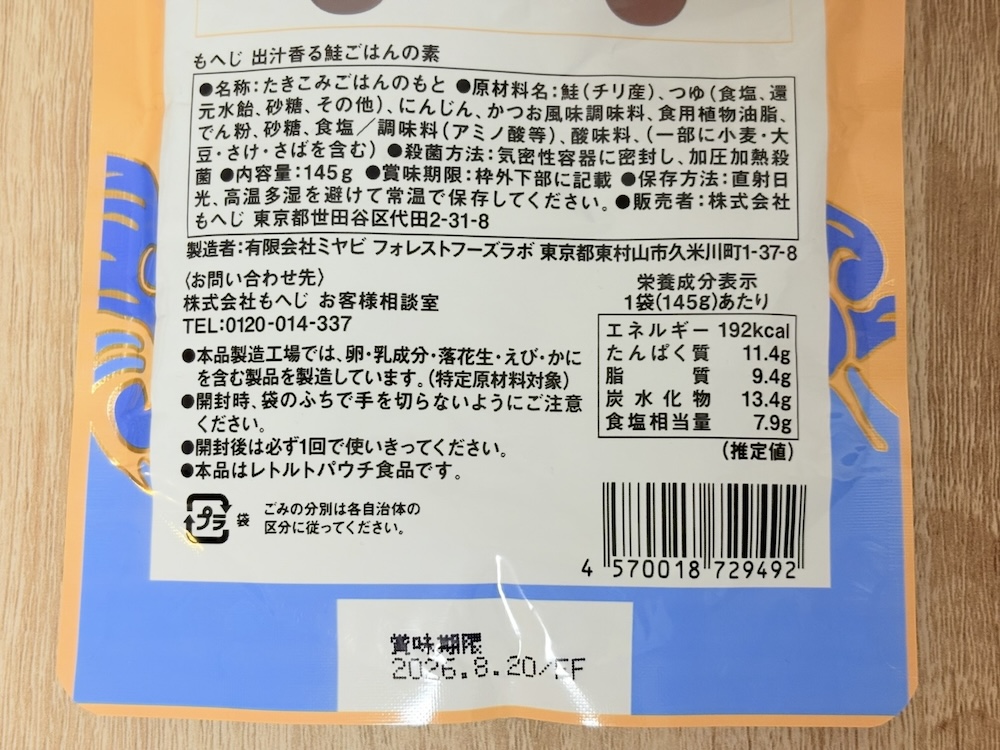 もへじ 出汁香る鮭ごはんの素
●名称:たきこみごはんのもと ●原材料名:鮭(チリ産)、つゆ(食塩、還
元水飴、砂糖、その他)、にんじん、かつお風味調味料、食用植物油脂、
でん粉、砂糖、食塩/調味料(アミノ酸等)、酸味料、(一部に小麦・大
豆・さけ・さばを含む) ●殺菌方法:気密性容器に密封し、加圧加熱殺
菌 ●内容量:145g ●賞味期限:枠外下部に記載 ●保存方法:直射日
光、高温多湿を避けて常温で保存してください。●販売者:株式会社
もへじ 東京都世田谷区代田2-31-8
製造者:有限会社ミヤビ フォレストフーズラボ 東京都東村山市久米川町1-37-8
〈お問い合わせ先〉
株式会社もへじ お客様相談室
TEL:0120-014-337
●本品製造工場では、卵・乳成分・落花生・えび・かに
を含む製品を製造しています。(特定原材料対象)
●開封時、袋のふちで手を切らないようにご注意
ください。
●開封後は必ず1回で使いきってください。
●本品はレトルトパウチ食品です。
プラ 袋
ごみの分別は各自治体の
区分に従ってください。
栄養成分表示
1袋(145g)あたり
エネルギー 192kcal
たんぱく質 11.4g
脂質 9.4g
炭水化物 13.4g
食塩相当量 7.9g
(推定値)
4 570018 729492
賞味期限
2026.8.20/FF